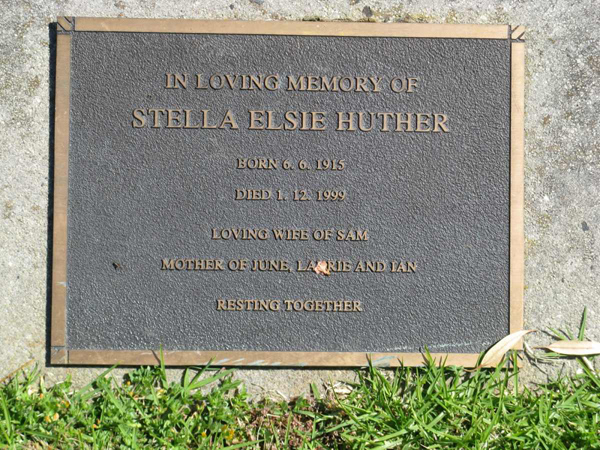 IN LOVING MEMORY OF
STELLA ELSIE HUTHER
BORN 6. 6. 1915
DIED 1. 12. 1999
LOVING WIFE OF SAM
MOTHER OF JUNE, LAURIE AND IAN
RESTING TOGETHER